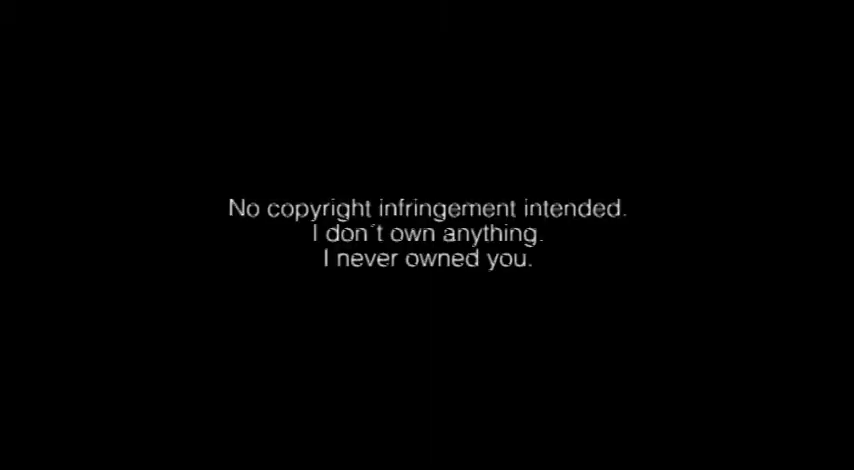 No copyright infringement intended.
I don´t own anything.
I never owned you.